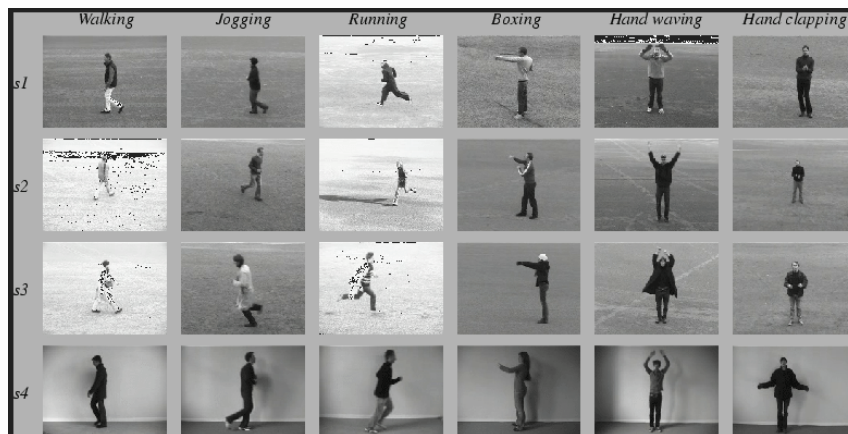 Walking Jogging Running Boxing Hand waving Hand clapping
s1
s2
s3
s4